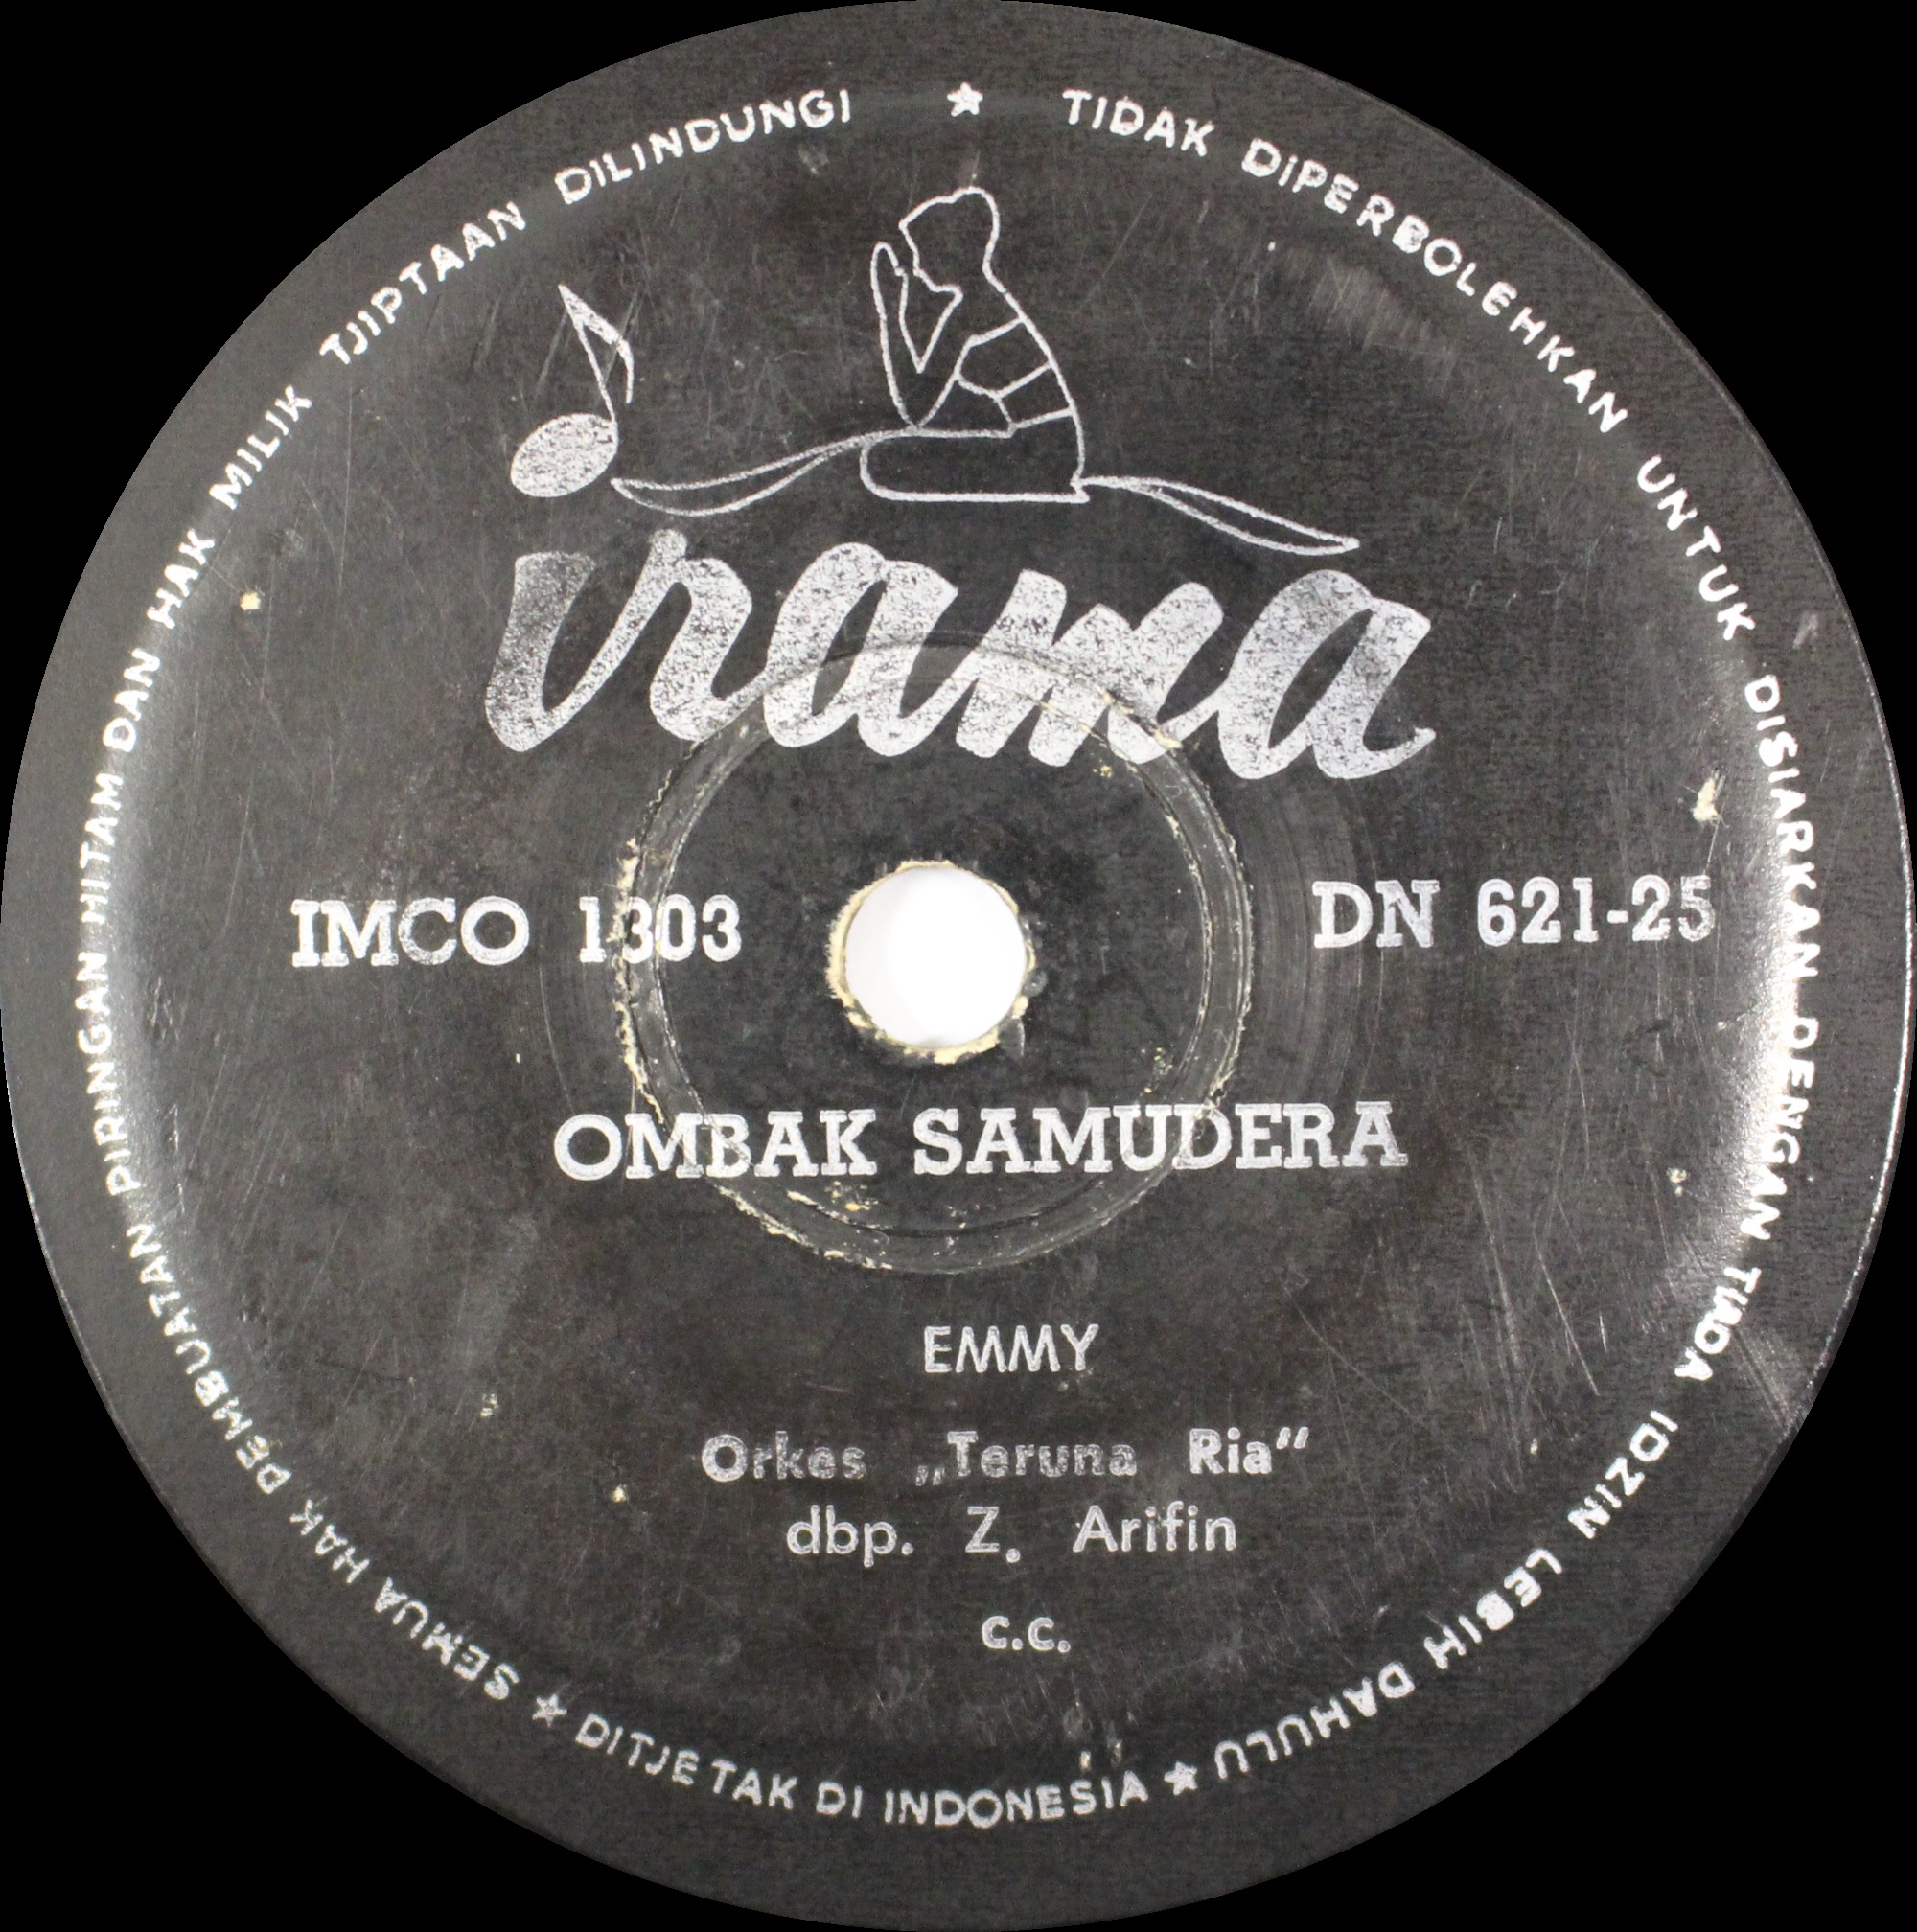 irama
IMCO 1303
DN 621-25
OMBAK SAMUDERA
EMMY
Orkes „Teruna Ria“
dbp. Z. Arifin
c.c.
★ SEMUA HAK PEMBUATAN PIRINGAN HITAM DAN HAK MILIK TJIPTAAN DILINDUNGI ★ TIDAK DIPERBOLEHKAN UNTUK DISIARKAN DENGAN TIADA IDZIN LEBIH DAHULU ★
DITJETAK DI INDONESIA